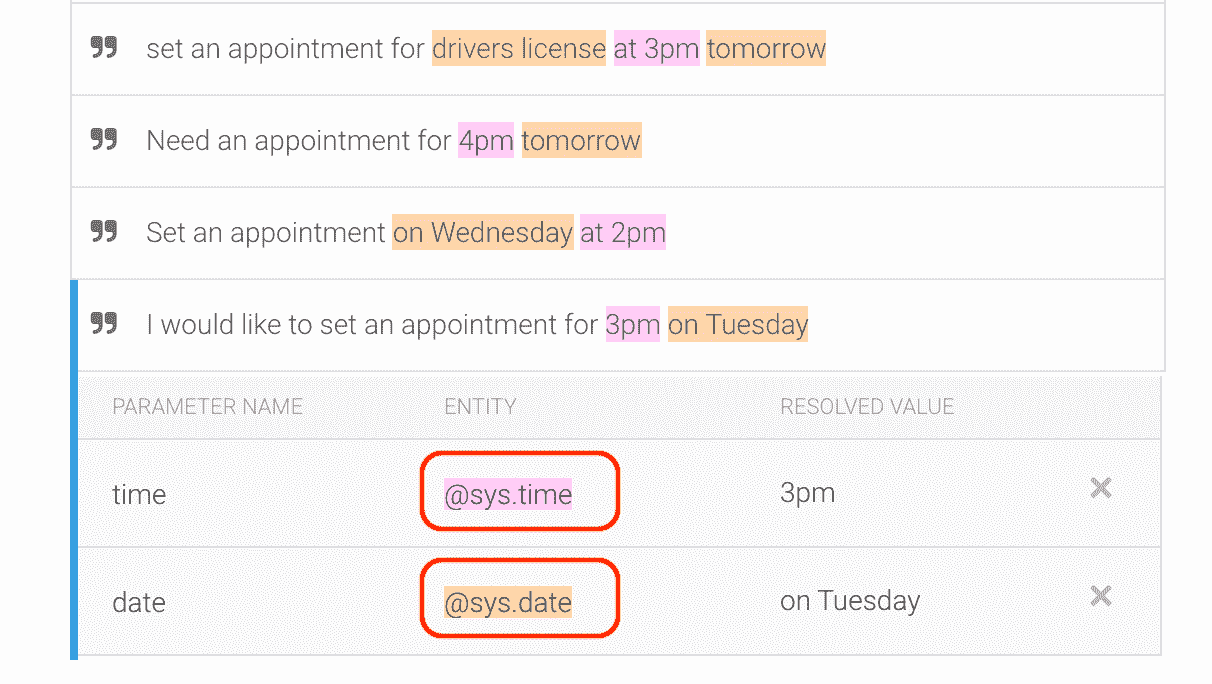 set an appointment for drivers license at 3pm tomorrow
Need an appointment for 4pm tomorrow
Set an appointment on Wednesday at 2pm
I would like to set an appointment for 3pm on Tuesday
PARAMETER NAME ENTITY RESOLVED VALUE
time @sys.time 3pm
date @sys.date on Tuesday